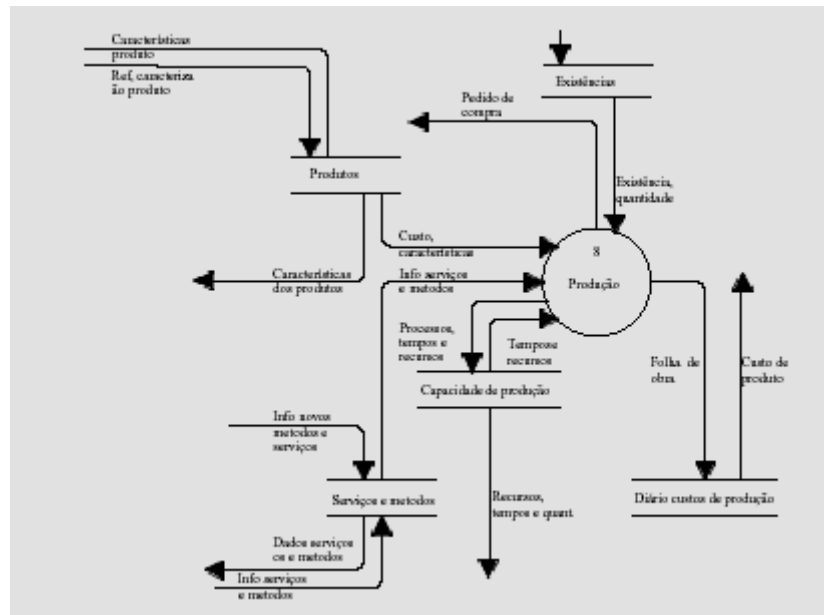 Características
produto
Ref, caracteriza
ão produto
Existências
Pedido de
compra
Produtos
Existência,
quantidade
Custo,
características
8
Produção
Características
dos produtos
Info serviços
e metodos
Processos,
tempos e
recursos
Tempose
recursos
Folha de
obra
Custo de
produto
Capacidade de produção
Info novos
metodos e
serviços
Serviços e metodos
Recursos,
tempos e quant.
Diário custos de produção
Dados serviços
os e metodos
Info serviços
e metodos